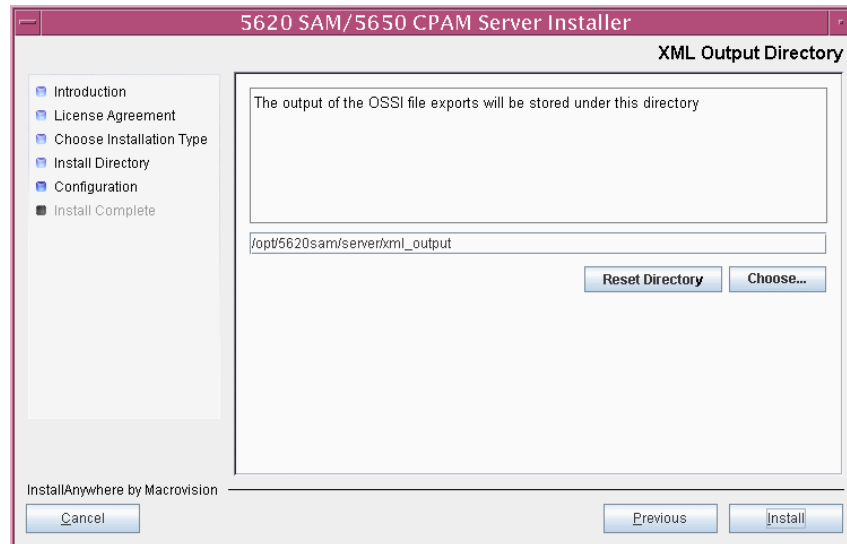 5620 SAM/5650 CPAM Server Installer
XML Output Directory
Introduction
License Agreement
Choose Installation Type
Install Directory
Configuration
Install Complete
The output of the OSSI file exports will be stored under this directory
/opt/5620sam/server/xml_output
Reset Directory
Choose...
InstallAnywhere by Macrovision
Cancel
Previous
Install